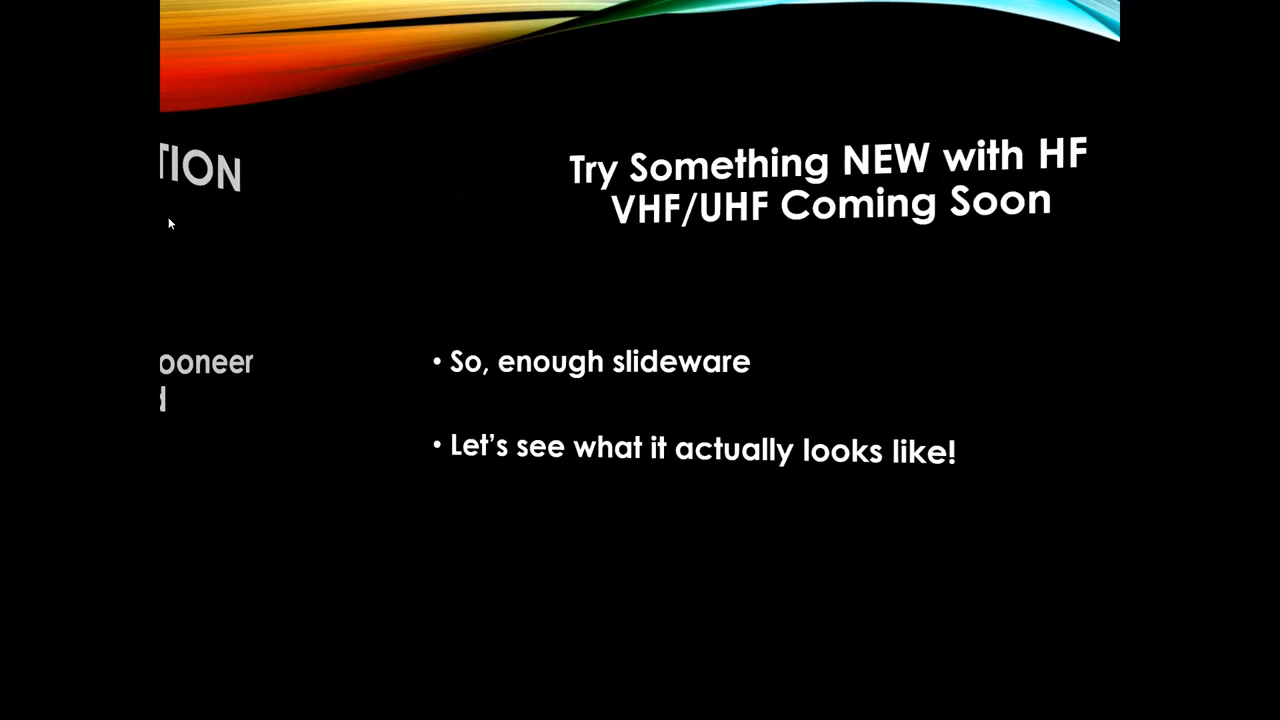 TION
Try Something NEW with HF
VHF/UHF Coming Soon
ooneer
d
• So, enough slideware
• Let's see what it actually looks like!